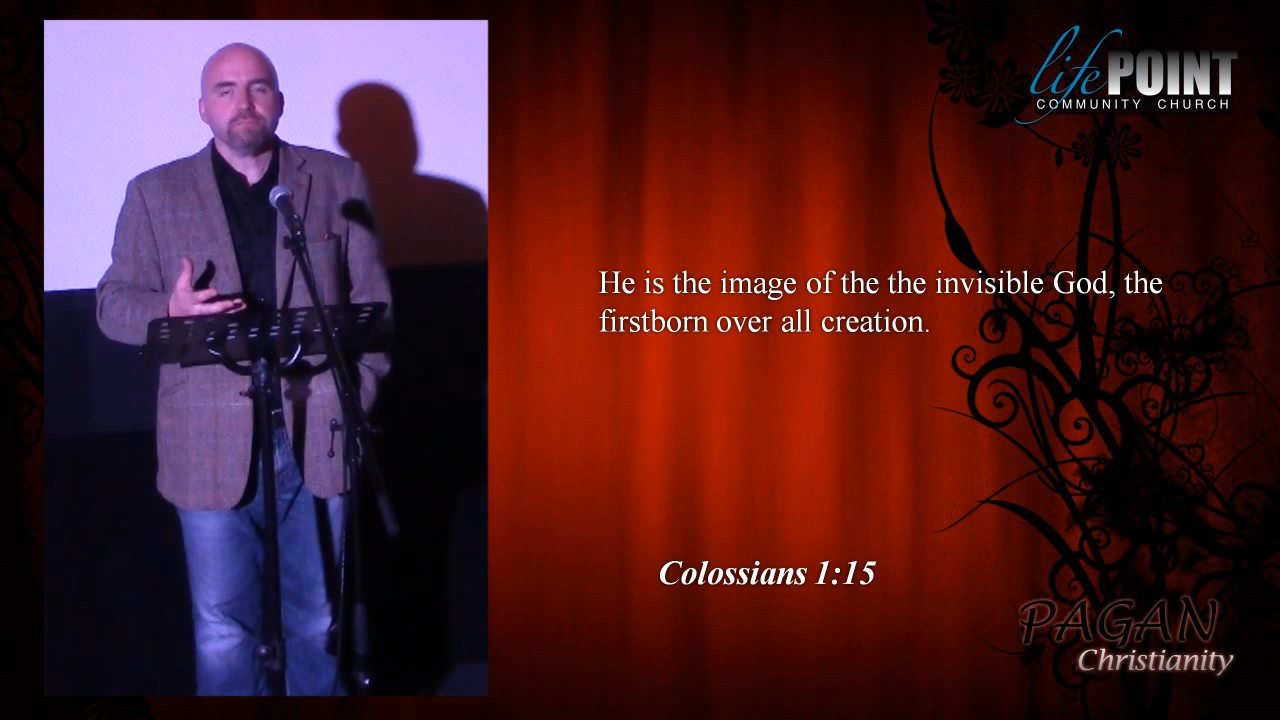 life POINT
COMMUNITY CHURCH
He is the image of the the invisible God, the
firstborn over all creation.
Colossians 1:15
PAGAN
Christianity